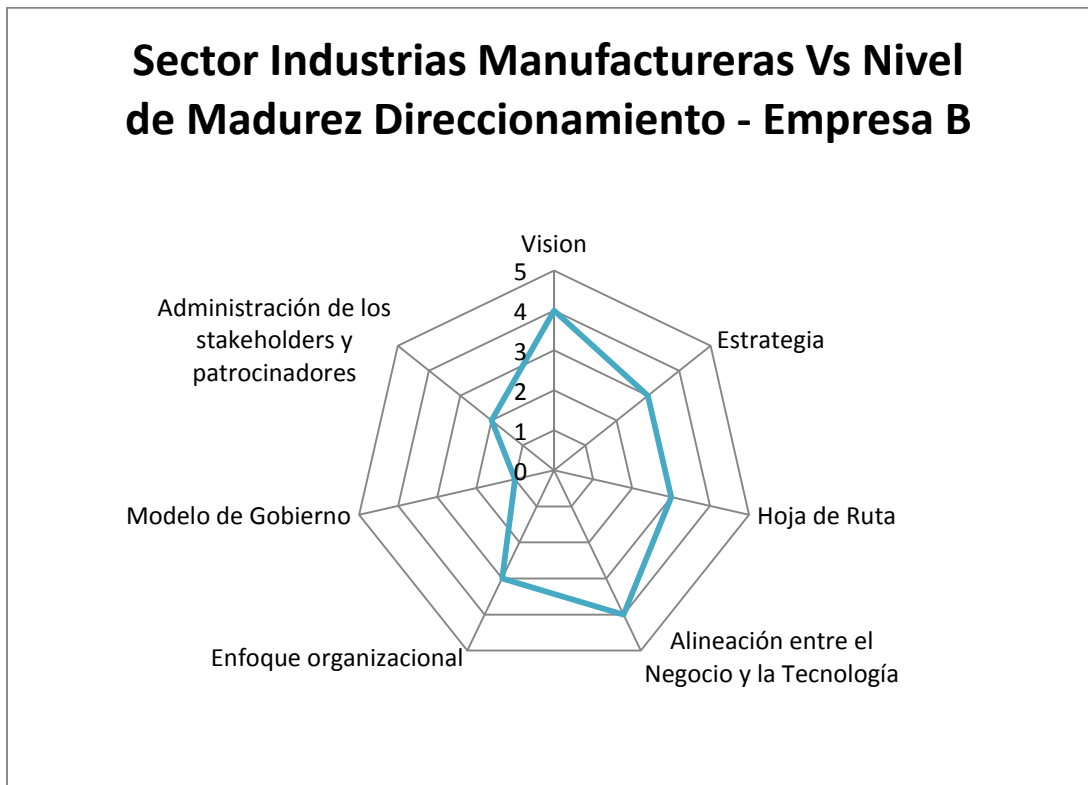 Sector Industrias Manufactureras Vs Nivel
de Madurez Direccionamiento - Empresa B
Vision
5
4
3
2
1
0
Estrategia
Hoja de Ruta
Alineación entre el
Negocio y la Tecnología
Enfoque organizacional
Modelo de Gobierno
Administración de los
stakeholders y
patrocinadores